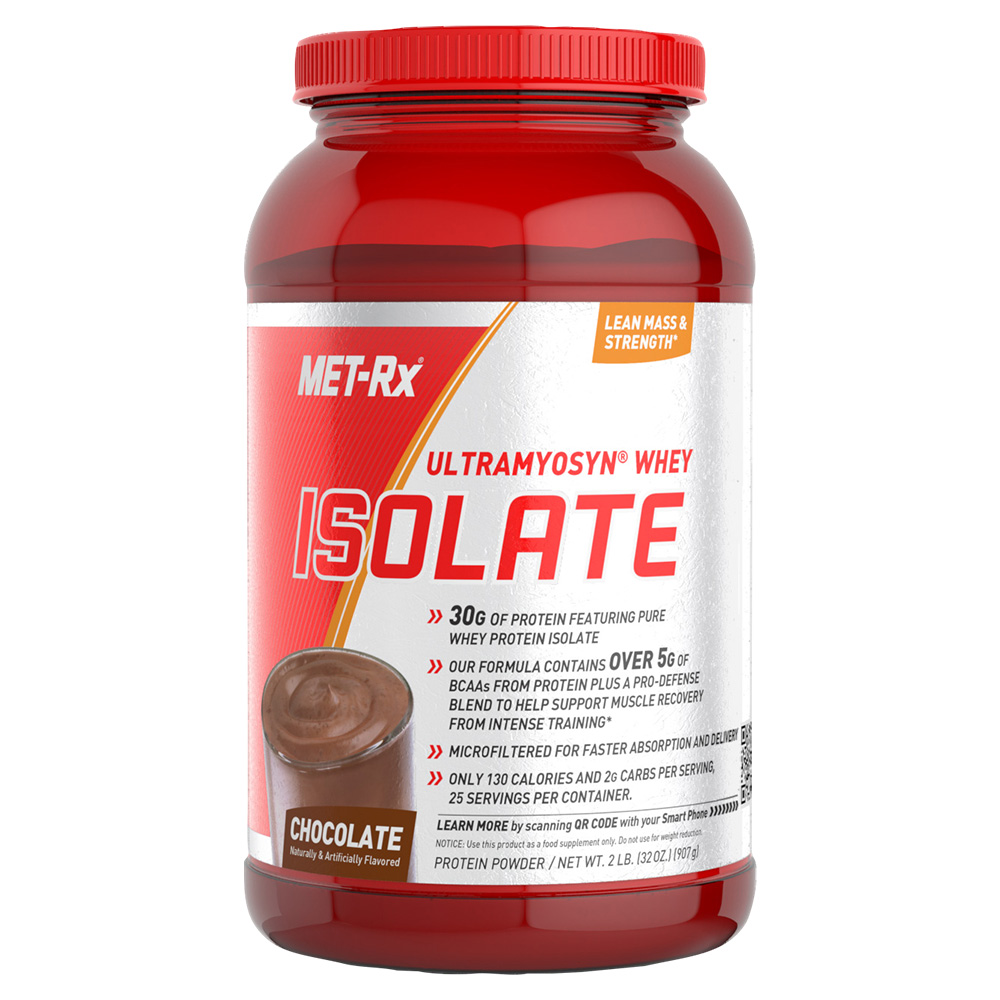 LEAN MASS &
STRENGTH*
MET-Rx®
ULTRAMYOSYN® WHEY
ISOLATE
» 30G OF PROTEIN FEATURING PURE
WHEY PROTEIN ISOLATE
» OUR FORMULA CONTAINS OVER 5G OF
BCAAs FROM PROTEIN PLUS A PRO-DEFENSE
BLEND TO HELP SUPPORT MUSCLE RECOVERY
FROM INTENSE TRAINING*
» MICROFILTERED FOR FASTER ABSORPTION AND DELIVERY
» ONLY 130 CALORIES AND 2G CARBS PER SERVING,
25 SERVINGS PER CONTAINER.
LEARN MORE by scanning QR CODE with your Smart Phone
NOTICE: Use this product as a food supplement only. Do not use for weight reduction.
PROTEIN POWDER / NET WT. 2 LB. (32 OZ.) (907g)
CHOCOLATE
Naturally & Artificially Flavored